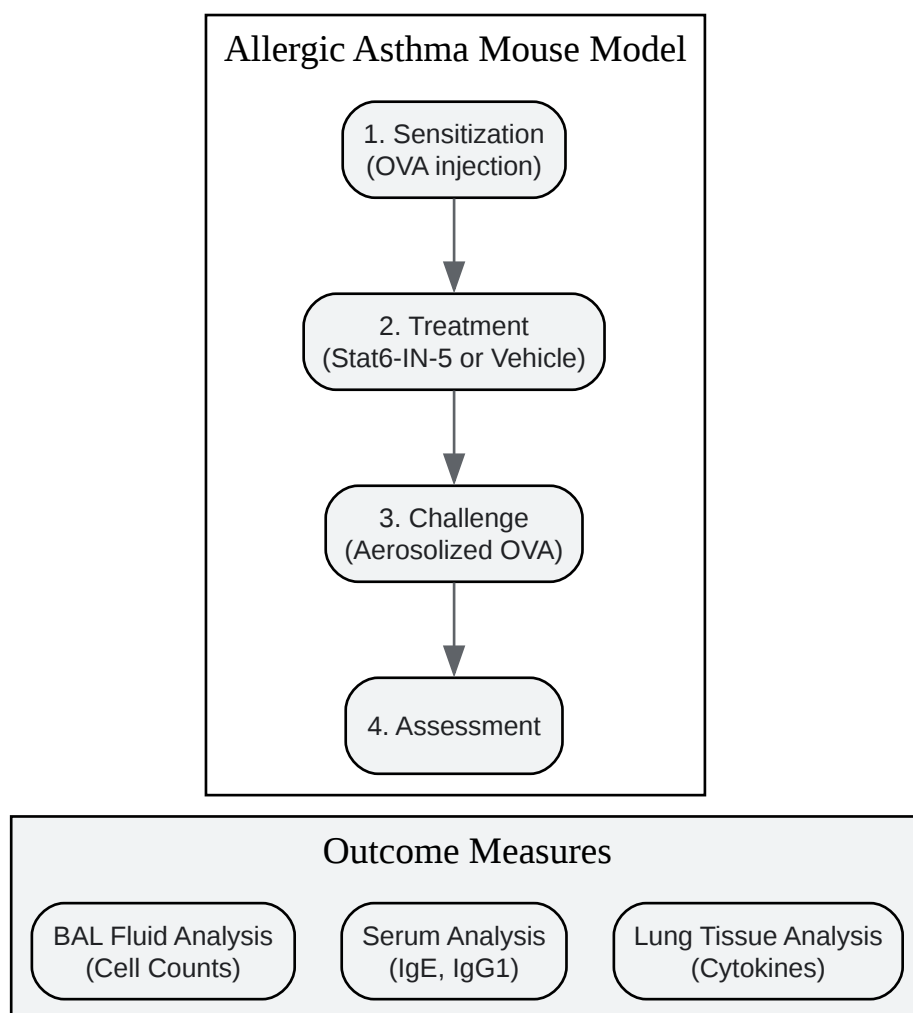 Allergic Asthma Mouse Model
1. Sensitization
(OVA injection)
2. Treatment
(Stat6-IN-5 or Vehicle)
3. Challenge
(Aerosolized OVA)
4. Assessment
Outcome Measures
BAL Fluid Analysis
(Cell Counts)
Serum Analysis
(IgE, IgG1)
Lung Tissue Analysis
(Cytokines)